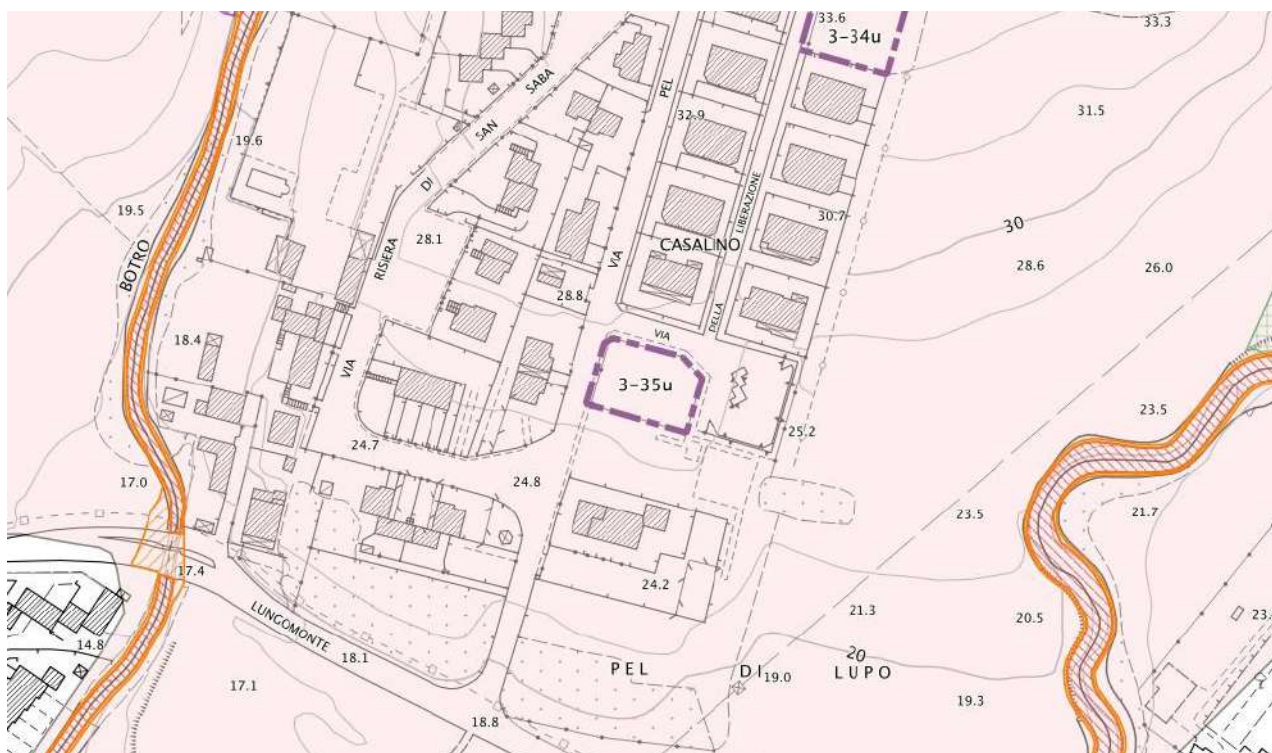 33.6
3-34u
33.3
SABA
SAN
DI
RISIERA
VIA
PEL
VIA
32.9
31.5
19.6
19.5
BOTRO
28.1
LIBERAZIONE
DELLA
VIA
CASALINO
30.7
30
28.6
26.0
28.8
18.4
3-35u
23.5
25.2
24.7
17.0
24.8
23.5
21.7
17.4
24.2
21.3
20.5
LUNGOMONTE
14.8
18.1
20
PEL DI LUPO
19.0
17.1
19.3
18.8